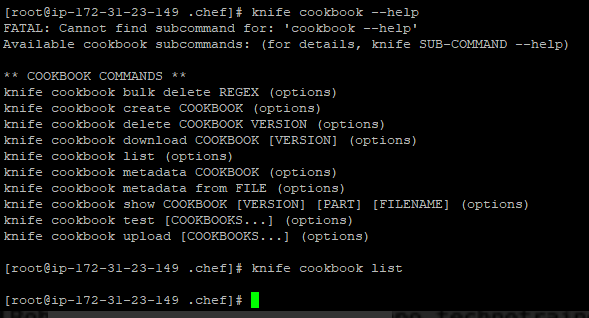 [root@ip-172-31-23-149 .chef]# knife cookbook --help
FATAL: Cannot find subcommand for: 'cookbook --help'
Available cookbook subcommands: (for details, knife SUB-COMMAND --help)
** COOKBOOK COMMANDS **
knife cookbook bulk delete REGEX (options)
knife cookbook create COOKBOOK (options)
knife cookbook delete COOKBOOK VERSION (options)
knife cookbook download COOKBOOK [VERSION] (options)
knife cookbook list (options)
knife cookbook metadata COOKBOOK (options)
knife cookbook metadata from FILE (options)
knife cookbook show COOKBOOK [VERSION] [PART] [FILENAME] (options)
knife cookbook test [COOKBOOKS...] (options)
knife cookbook upload [COOKBOOKS...] (options)
[root@ip-172-31-23-149 .chef]# knife cookbook list
[root@ip-172-31-23-149 .chef]#